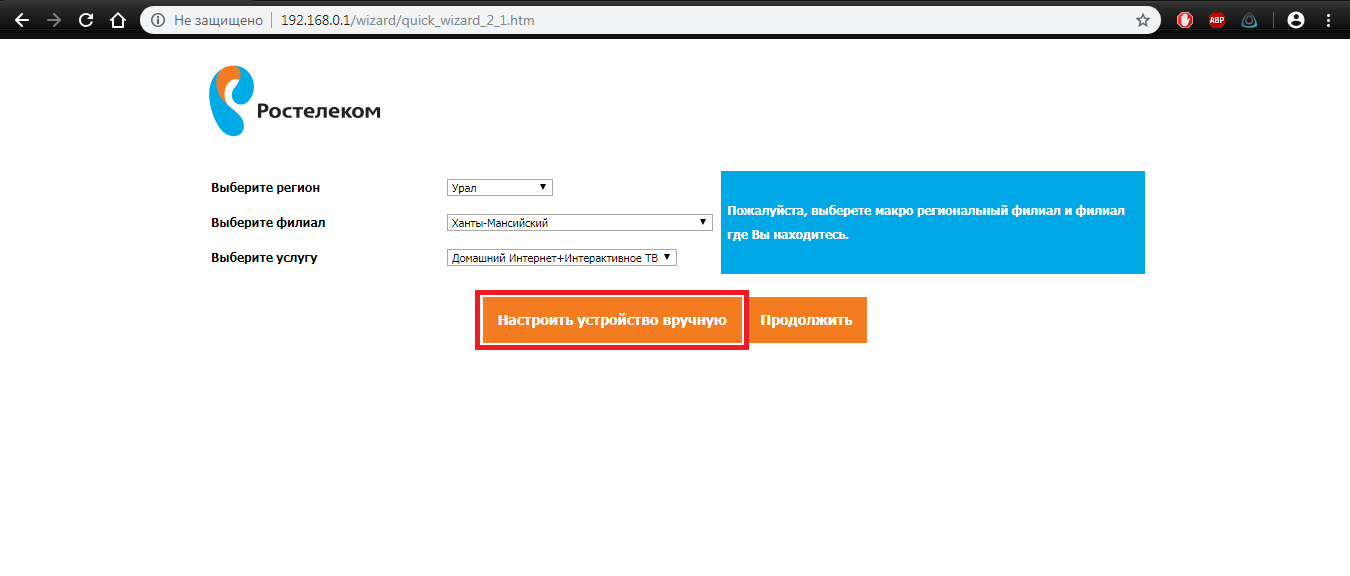 Не защищено 192.168.0.1/wizard/quick_wizard_2_1.htm
ABP
Ростелеком
Выберите регион Урал
Выберите филиал Ханты-Мансийский
Выберите услугу Домашний Интернет+Интерактивное ТВ
Пожалуйста, выберете макро региональный филиал и филиал
где Вы находитесь.
Настроить устройство вручную Продолжить